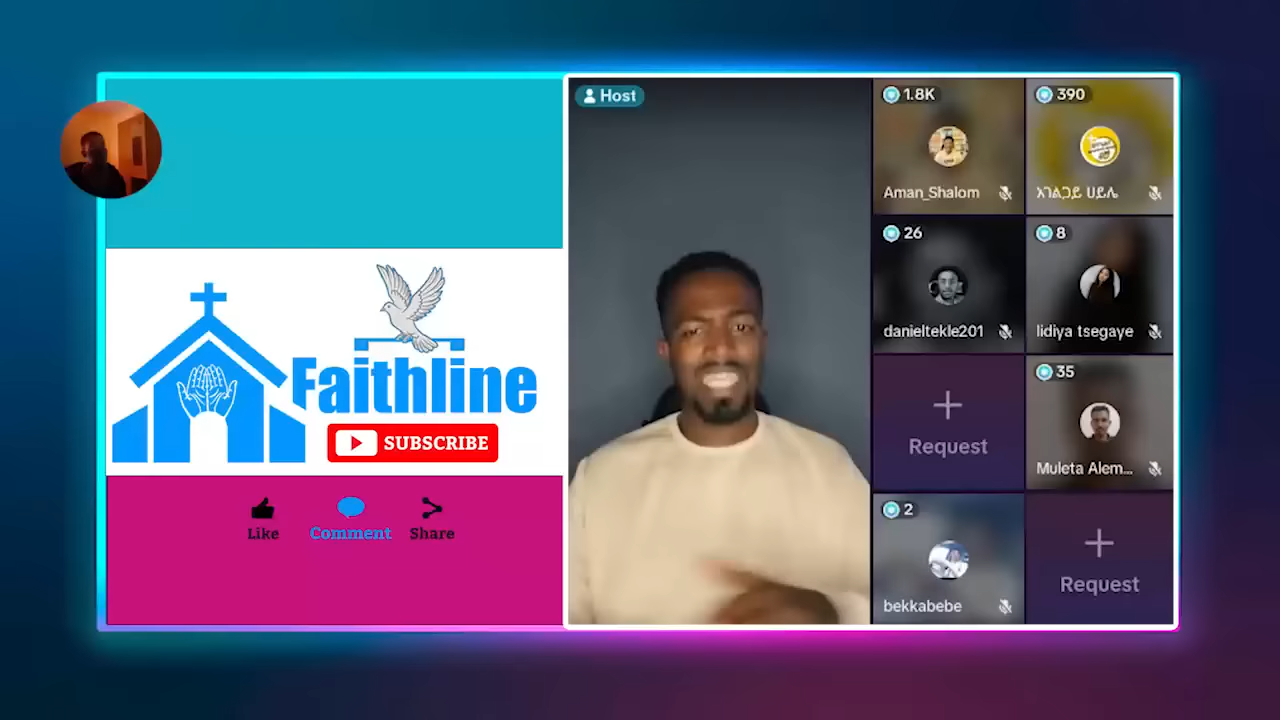 Faithline
SUBSCRIBE
Like
Comment
Share
Host
1.8K
Aman_Shalom
390
አገልጋይ ሀይሌ
26
danieltekle201
8
lidiya tsegaye
Request
35
Muleta Alem...
2
bekkabebe
Request